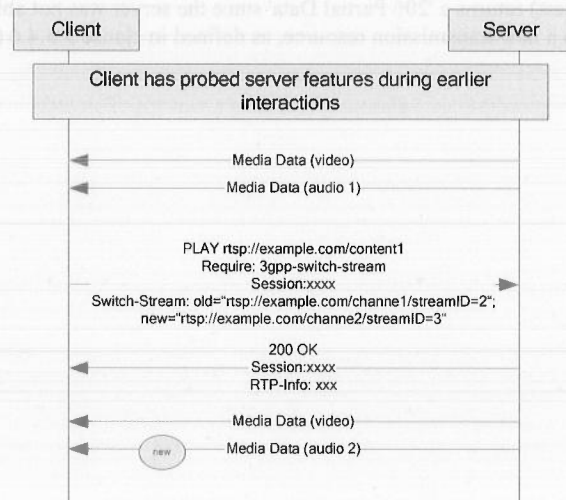 Client
Server
Client has probed server features during earlier
interactions
Media Data (video)
Media Data (audio 1)
PLAY rtsp://example.com/content1
Require: 3gpp-switch-stream
Session:xxxx
Switch-Stream: old="rtsp://example.com/channe1/streamID=2";
new="rtsp://example.com/channe2/streamID=3"
200 OK
Session:xxxx
RTP-Info: xxx
Media Data (video)
new
Media Data (audio 2)